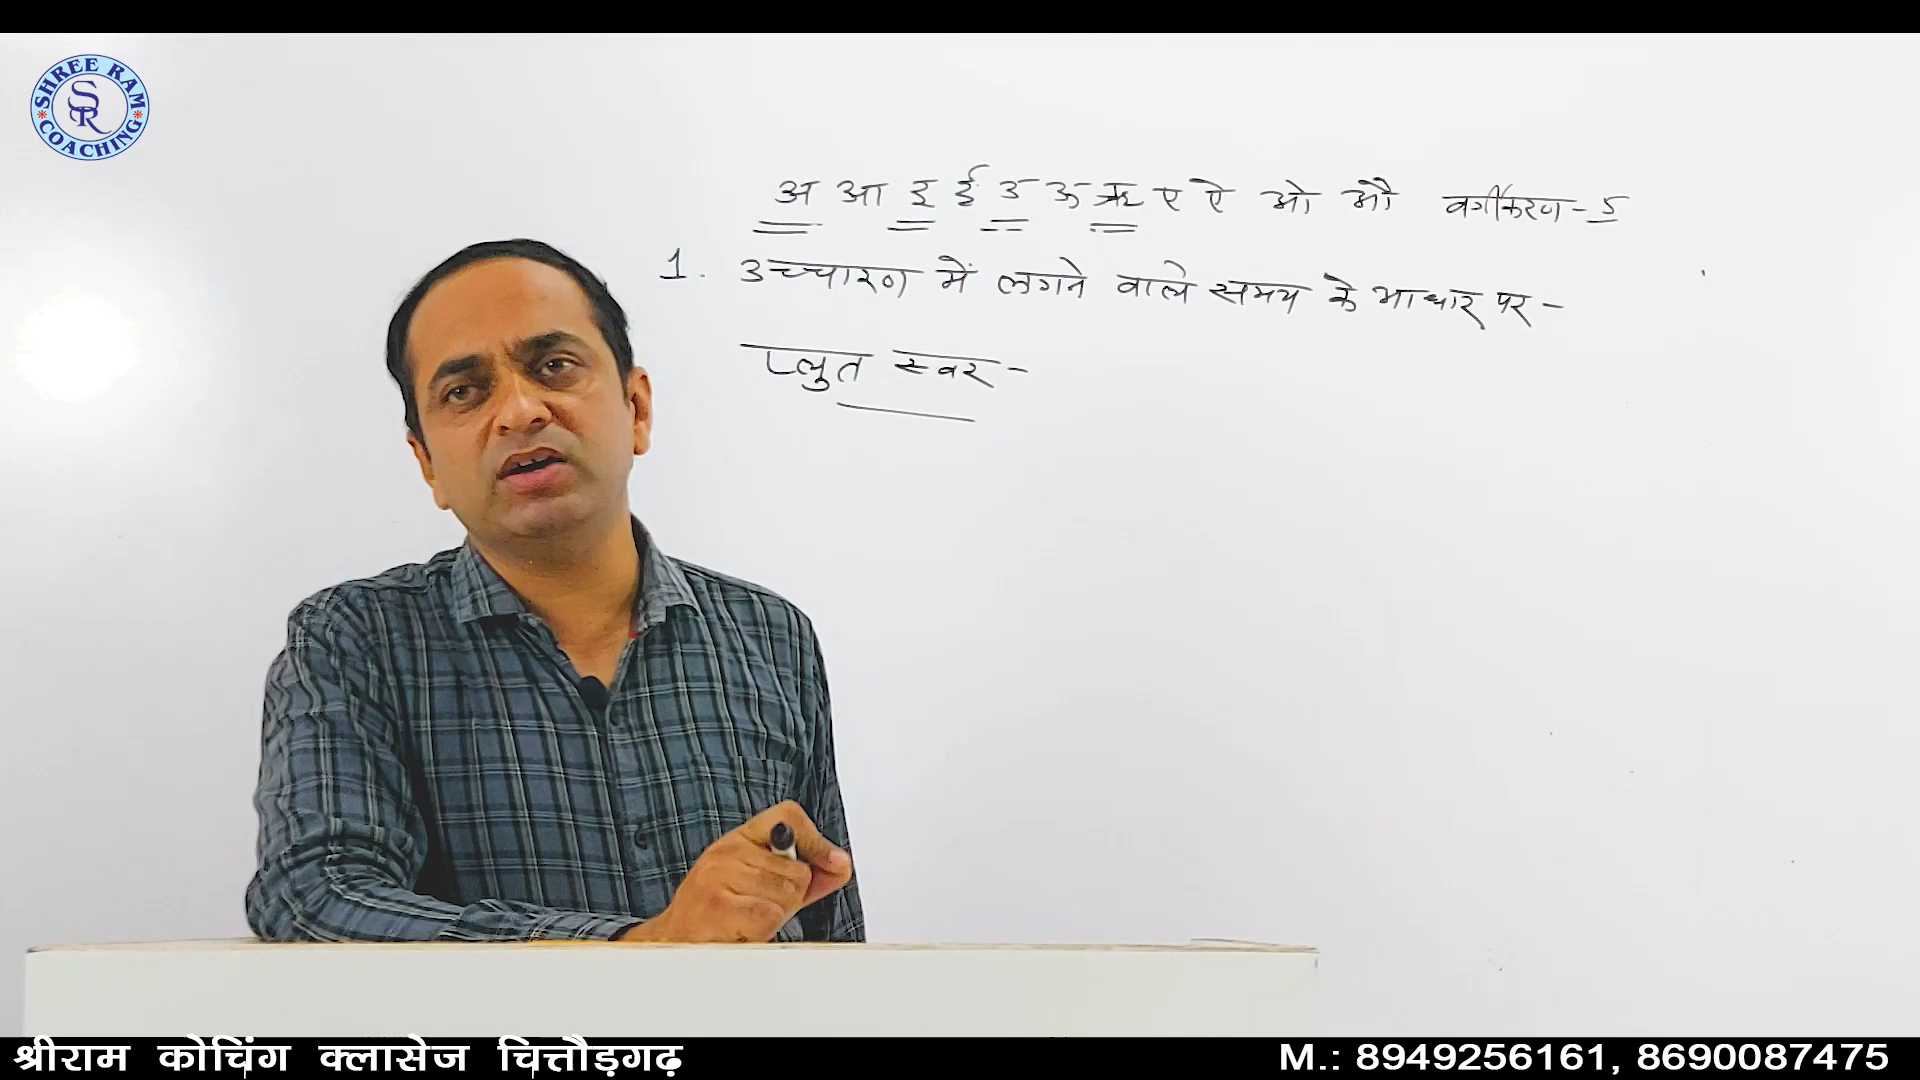 SHREE RAM
SR
COACHING
अ आ इ ई उ ऊ ऋ ए ऐ ओ औ वर्गीकरण - 5
1. उच्चारण में लगने वाले समय के आधार पर -
प्लुत स्वर -
श्रीराम कोचिंग क्लासेज चित्तौड़गढ़
M.: 8949256161, 8690087475